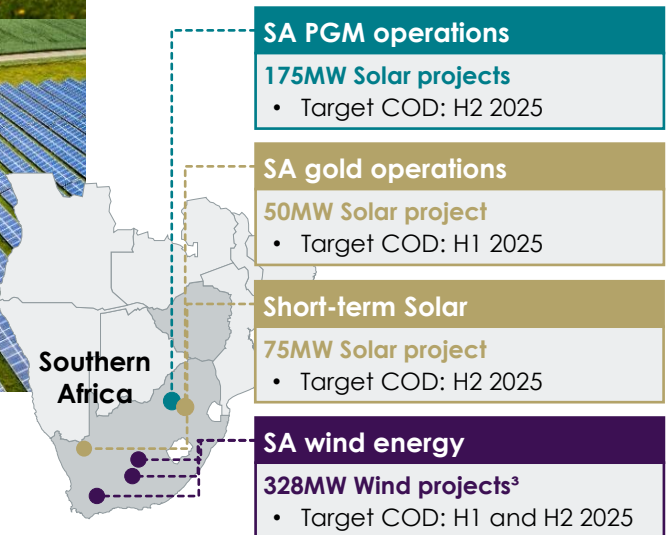 SA PGM operations
175MW Solar projects
• Target COD: H2 2025
SA gold operations
50MW Solar project
• Target COD: H1 2025
Short-term Solar
75MW Solar project
• Target COD: H2 2025
Southern
Africa
SA wind energy
328MW Wind projects³
• Target COD: H1 and H2 2025